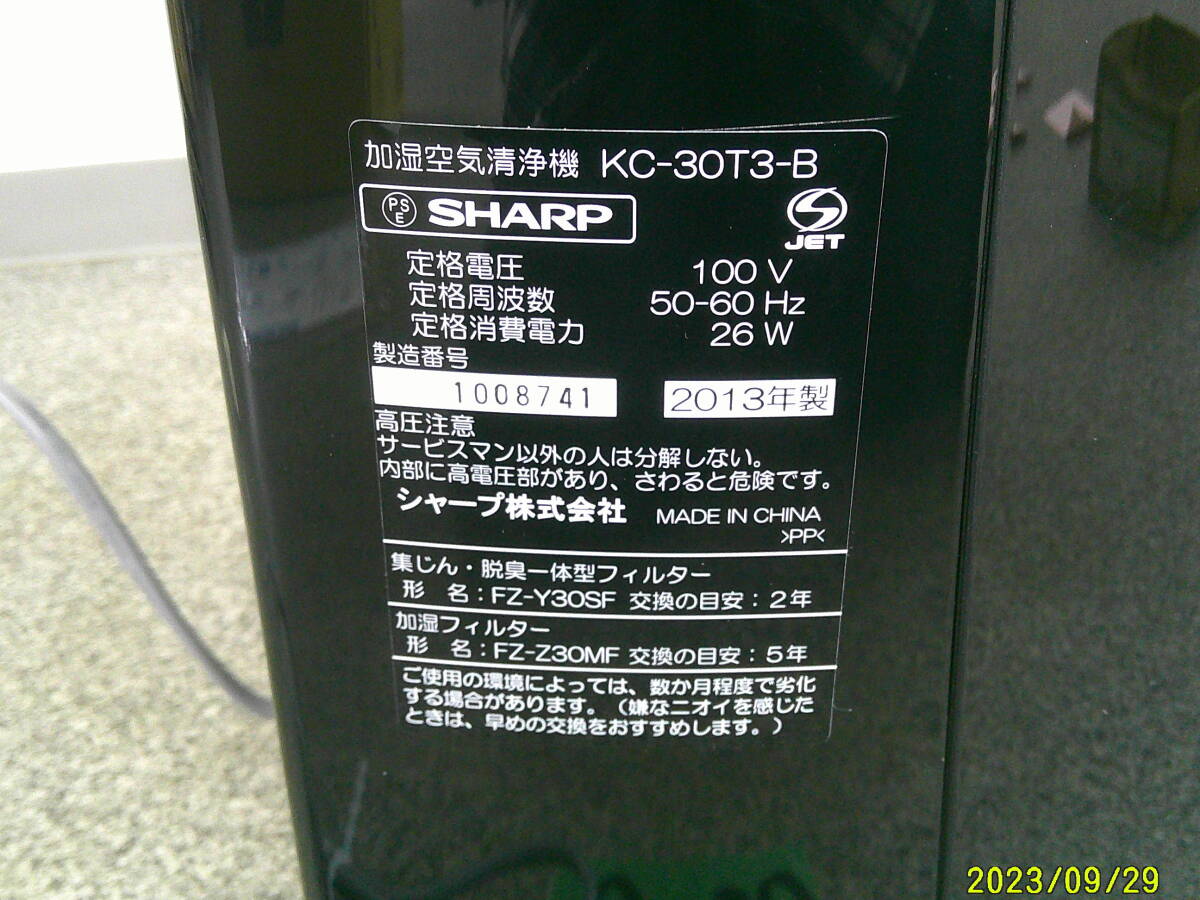 加湿空気清浄機 KC-30T3-B
PS
E
SHARP
JET
定格電圧 100 V
定格周波数 50-60 Hz
定格消費電力 26 W
製造番号
1008741 2013年製
高圧注意
サービスマン以外の人は分解しない。
内部に高電圧部があり、さわると危険です。
シャープ株式会社 MADE IN CHINA
>PP<
集じん・脱臭一体型フィルター
形 名：FZ-Y30SF 交換の目安：2年
加湿フィルター
形 名：FZ-Z30MF 交換の目安：5年
ご使用の環境によっては、数か月程度で劣化
する場合があります。（嫌なニオイを感じた
ときは、早めの交換をおすすめします。）
2023/09/29